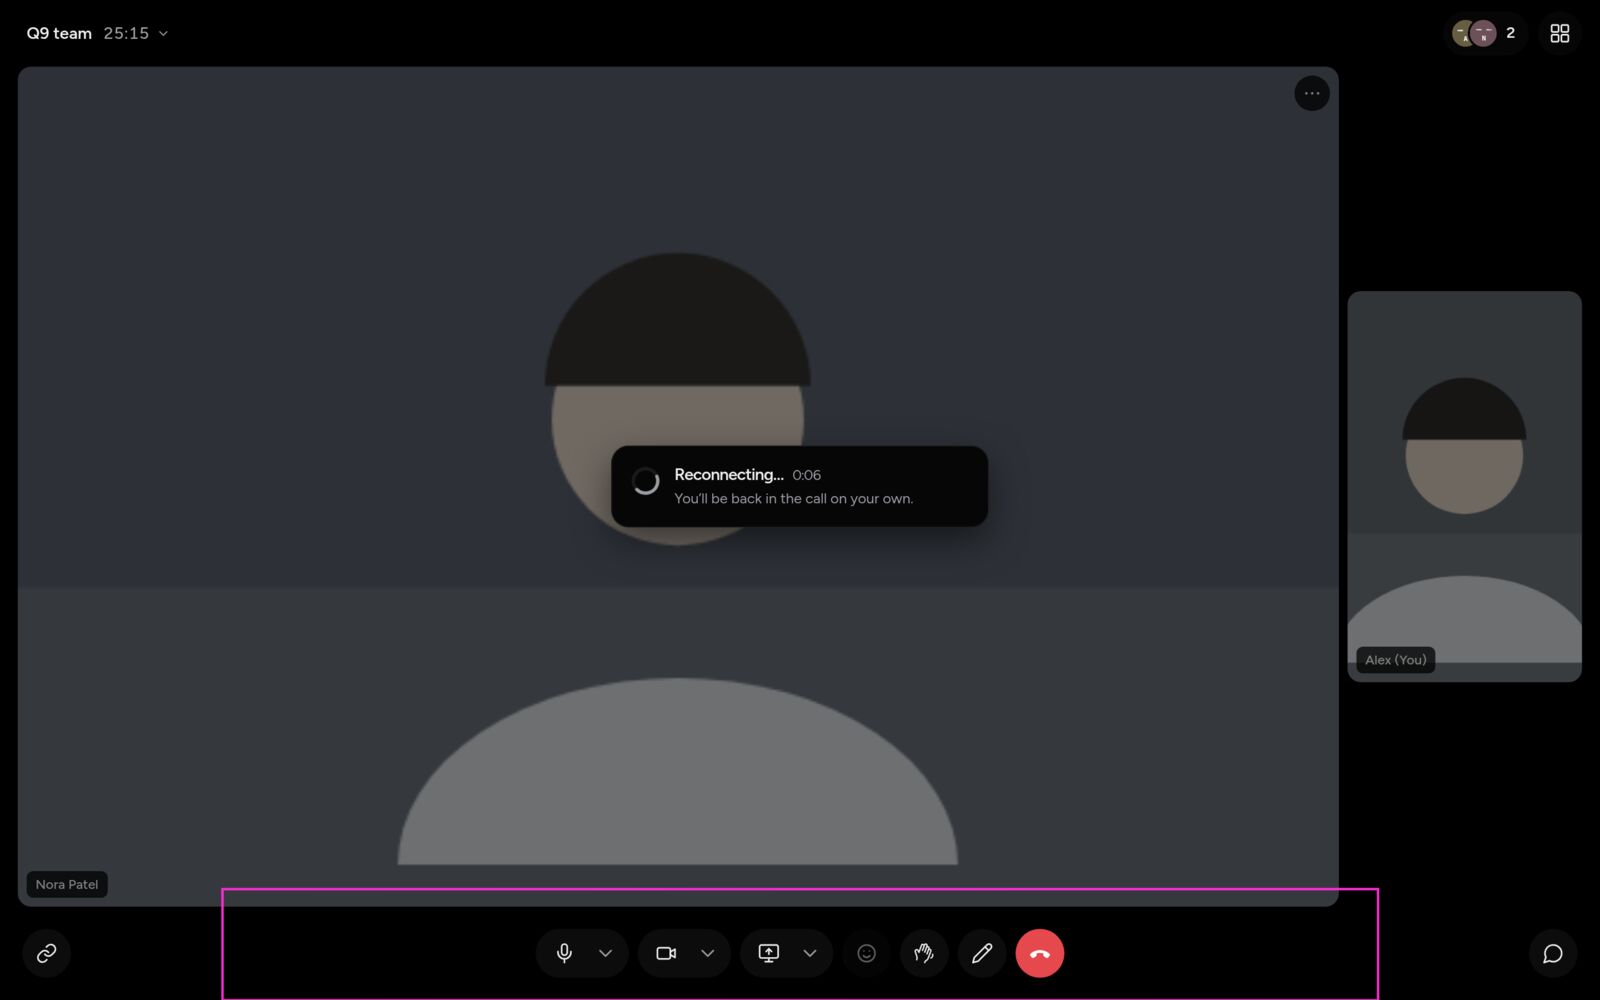 Q9 team 25:15
A N 2
Reconnecting... 0:06
You'll be back in the call on your own.
Alex (You)
Nora Patel